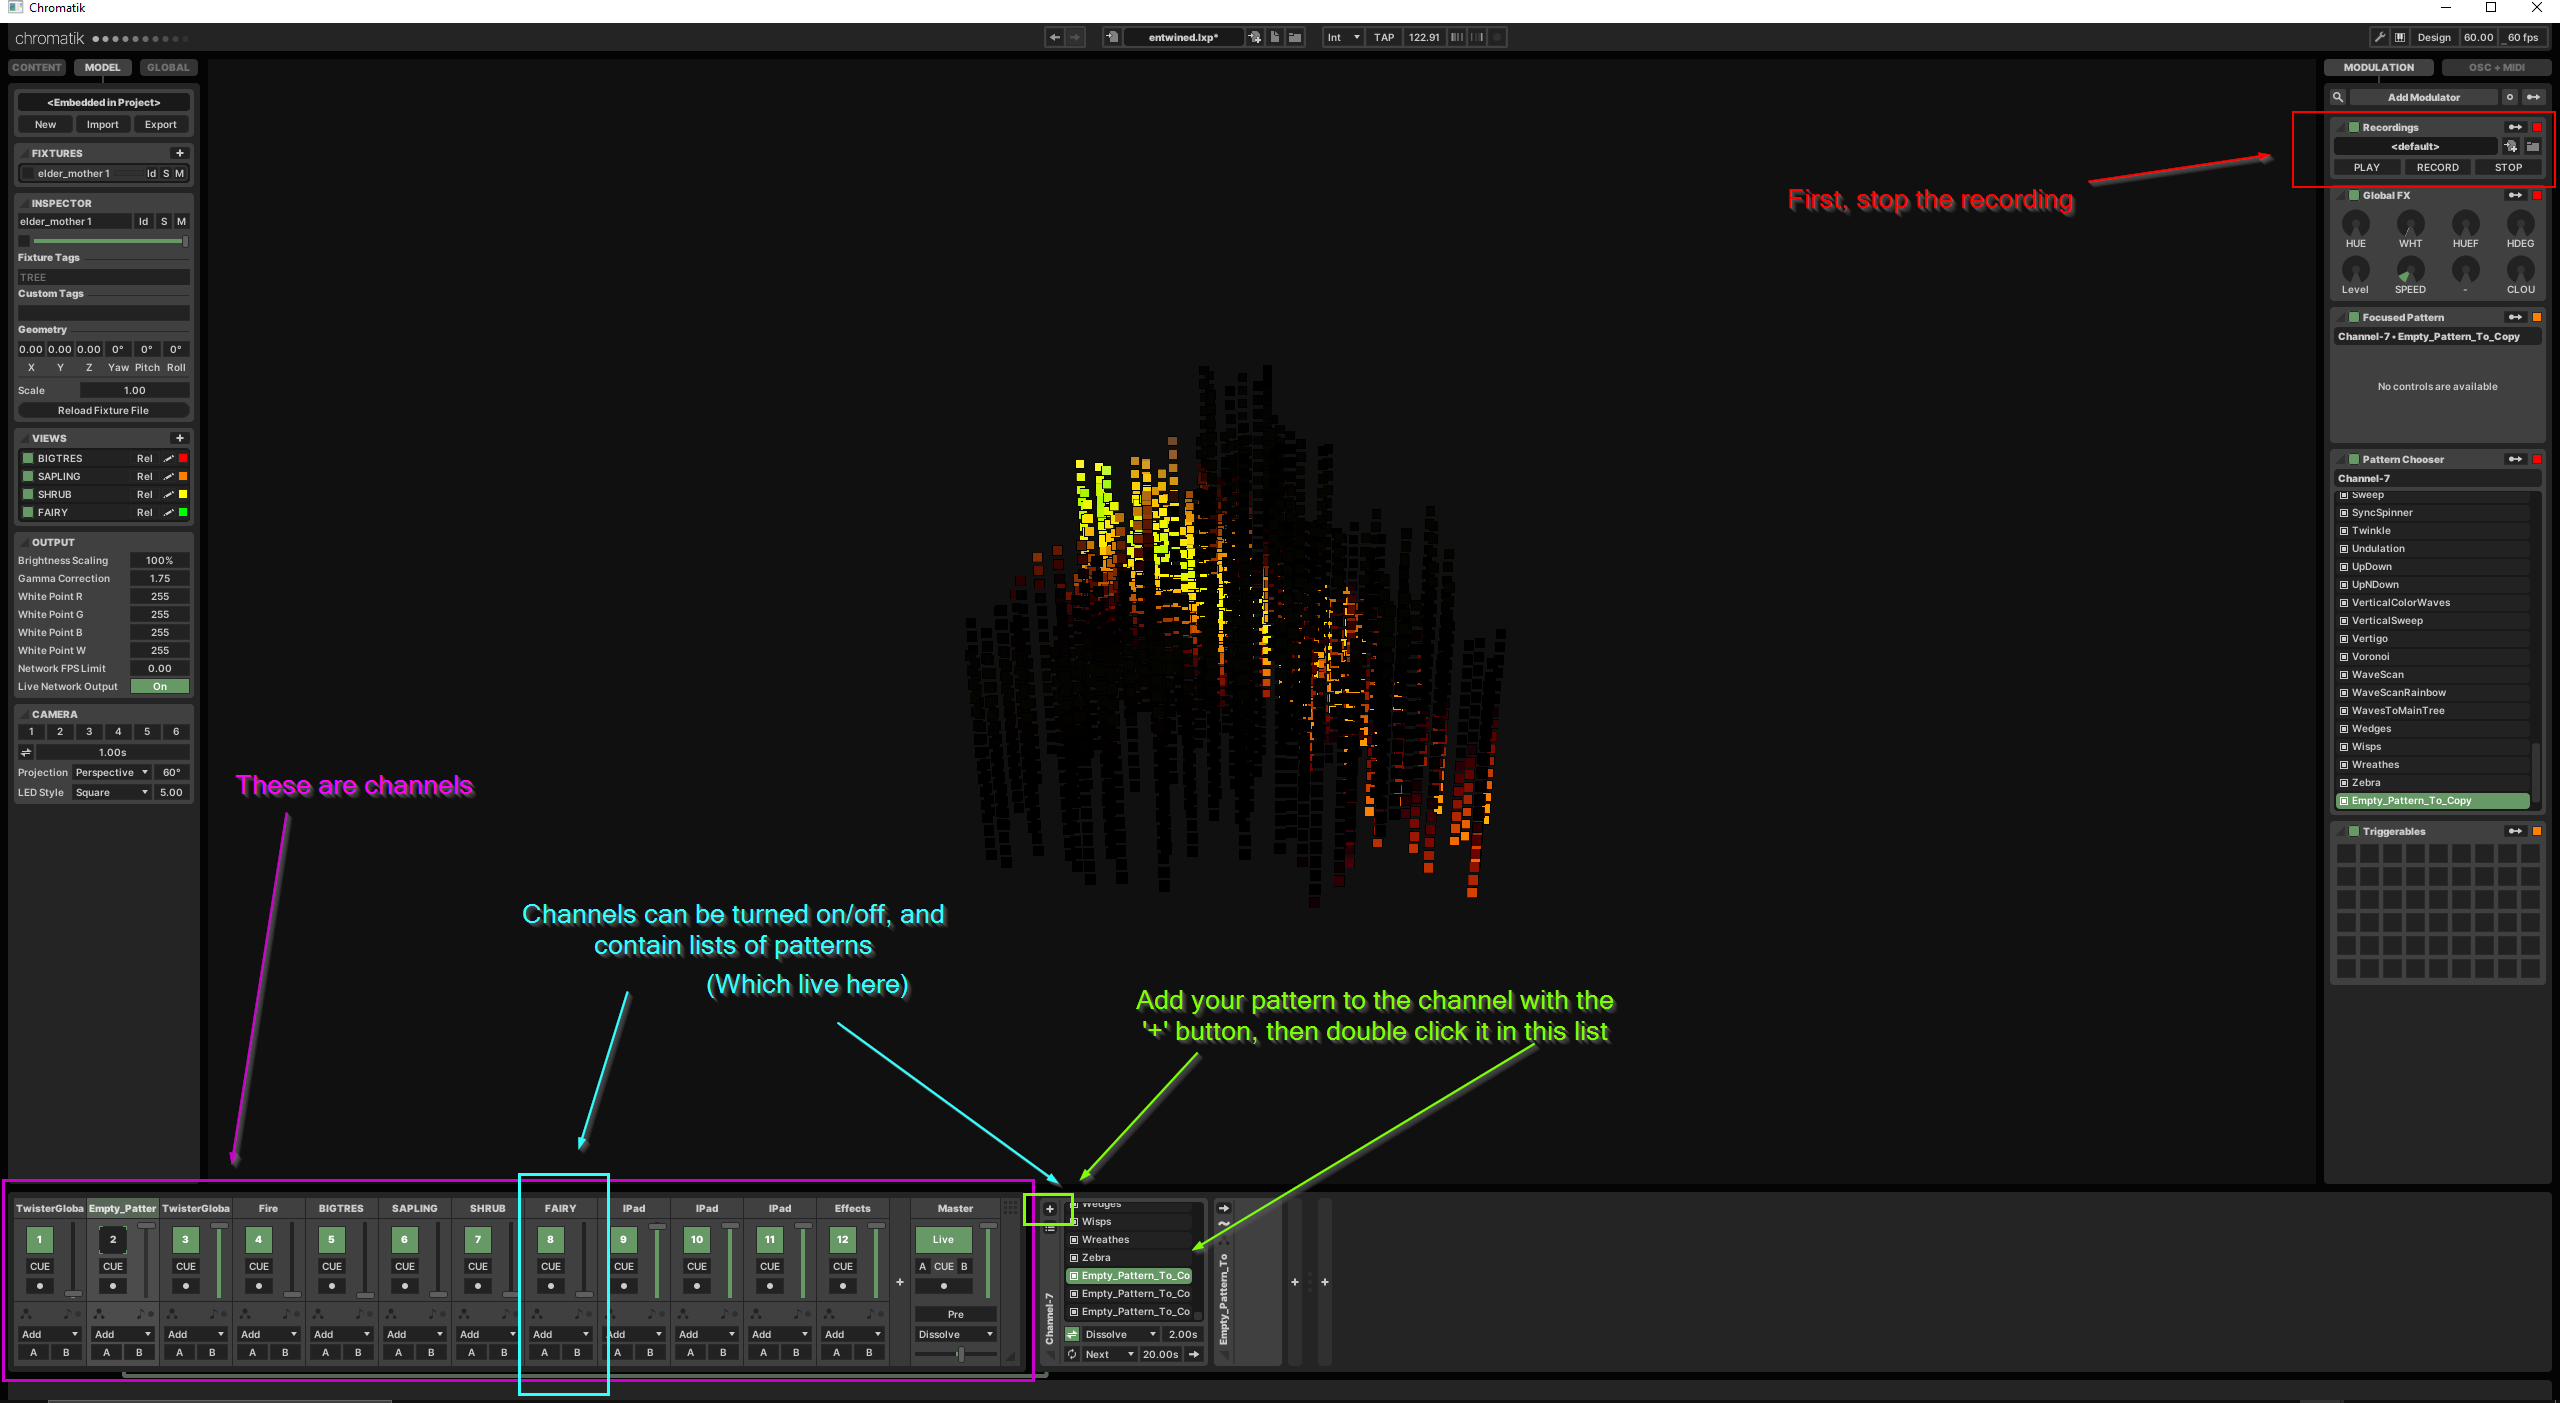 Chromatik
chromatik
entwined.lxp*
Int
TAP
122.91
Design
60.00
60 fps
CONTENT
MODEL
GLOBAL
<Embedded in Project>
New
Import
Export
FIXTURES
+
elder_mother 1
Id
S
M
INSPECTOR
elder_mother 1
Id
S
M
Fixture Tags
TREE
Custom Tags
Geometry
0.00 0.00 0.00 0° 0° 0°
X Y Z Yaw Pitch Roll
Scale
1.00
Reload Fixture File
VIEWS
+
BIGTRES Rel
SAPLING Rel
SHRUB Rel
FAIRY Rel
OUTPUT
Brightness Scaling 100%
Gamma Correction 1.75
White Point R 255
White Point G 255
White Point B 255
White Point W 255
Network FPS Limit 0.00
Live Network Output On
CAMERA
1 2 3 4 5 6
1.00s
Projection Perspective 60°
LED Style Square 5.00
These are channels
Channels can be turned on/off, and
contain lists of patterns
(Which live here)
Add your pattern to the channel with the
'+' button, then double click it in this list
First, stop the recording
MODULATION
OSC + MIDI
Add Modulator
Recordings
<default>
PLAY RECORD STOP
Global FX
HUE WHT HUEF HDEG
Level SPEED - CLOU
Focused Pattern
Channel-7 • Empty_Pattern_To_Copy
No controls are available
Pattern Chooser
Channel-7
Sweep
SyncSpinner
Twinkle
Undulation
UpDown
UpNDown
VerticalColorWaves
VerticalSweep
Vertigo
Voronoi
WaveScan
WaveScanRainbow
WavesToMainTree
Wedges
Wisps
Wreathes
Zebra
Empty_Pattern_To_Copy
Triggerables
TwisterGloba Empty_Patter TwisterGloba Fire BIGTRES SAPLING SHRUB FAIRY IPad IPad IPad Effects Master
1 2 3 4 5 6 7 8 9 10 11 12 Live
CUE CUE CUE CUE CUE CUE CUE CUE CUE CUE CUE CUE A CUE B
+
Pre
Add Add Add Add Add Add Add Add Add Add Add Add Dissolve
A B A B A B A B A B A B A B A B A B A B A B A B
+
Channel-7
Wedges
Wisps
Wreathes
Zebra
Empty_Pattern_To_Co
Empty_Pattern_To_Co
Empty_Pattern_To_Co
Dissolve 2.00s
Next 20.00s
Empty_Pattern_To
+
+